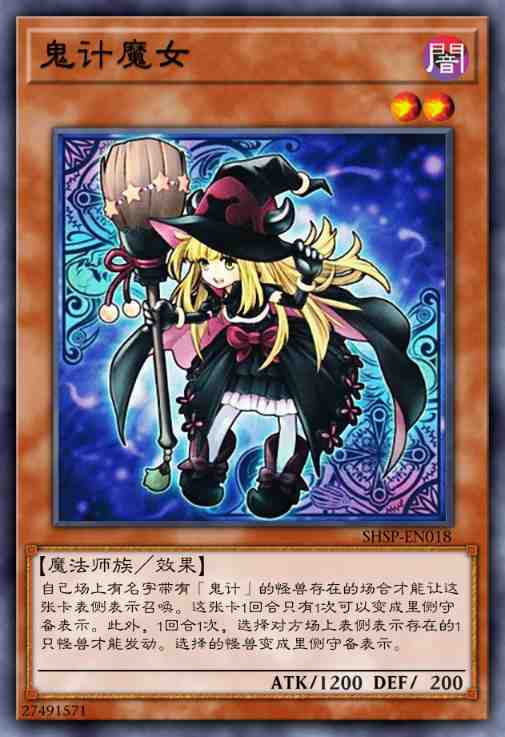 鬼计魔女
闇
SHSP-EN018
【魔法师族／效果】
自己场上有名字带有「鬼计」的怪兽存在的场合才能让这
张卡表侧表示召唤。这张卡1回合只有1次可以变成里侧守
备表示。此外，1回合1次，选择对方场上表侧表示存在的1
只怪兽才能发动。选择的怪兽变成里侧守备表示。
ATK/1200 DEF/ 200
27491571